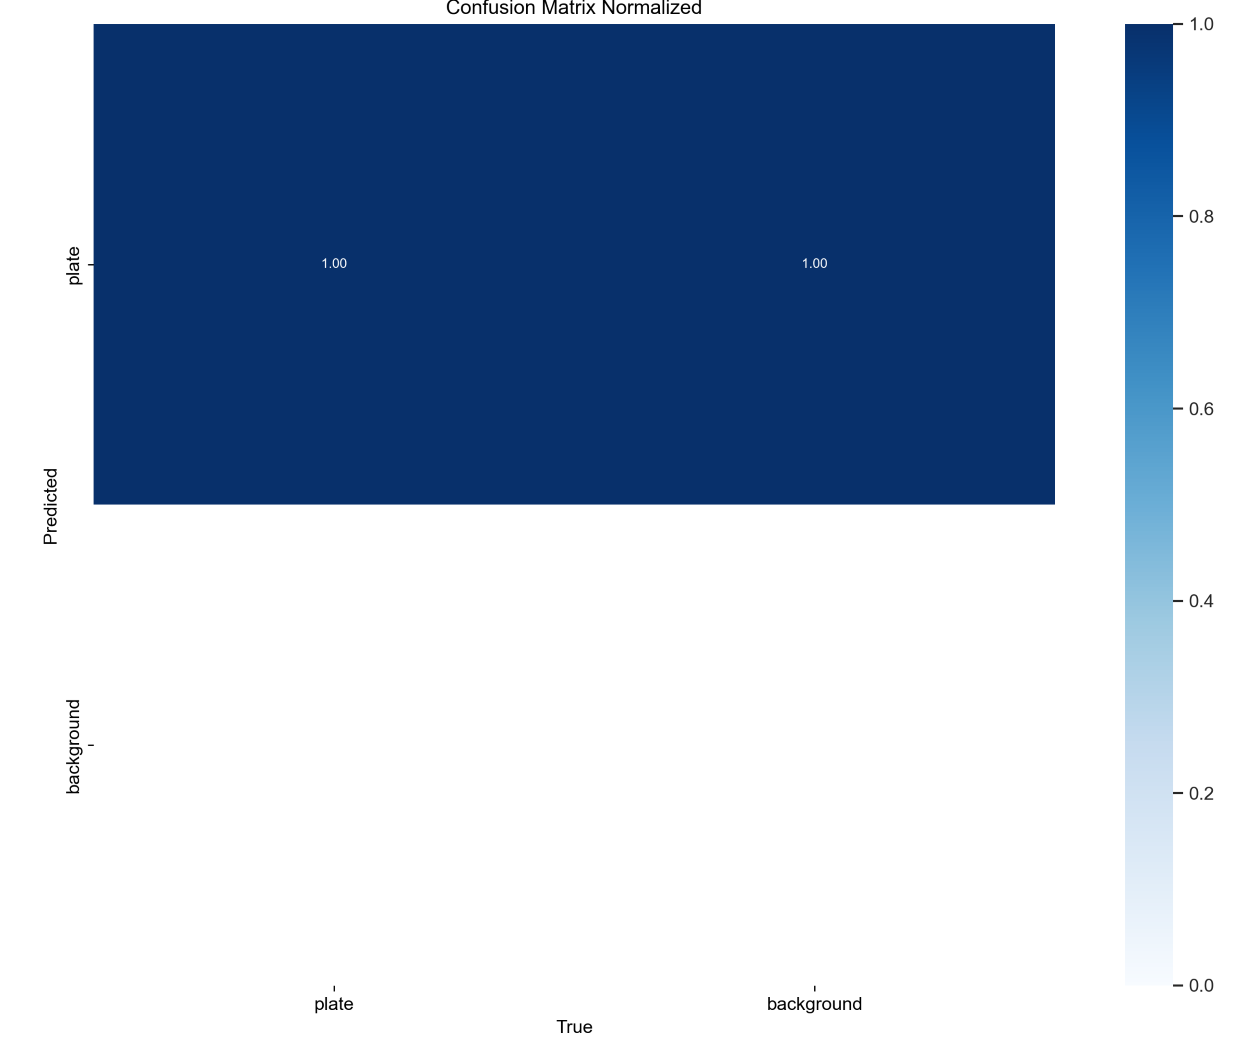 Confusion Matrix Normalized
1.0
0.8
plate
1.00
1.00
0.6
Predicted
0.4
background
0.2
0.0
plate
background
True